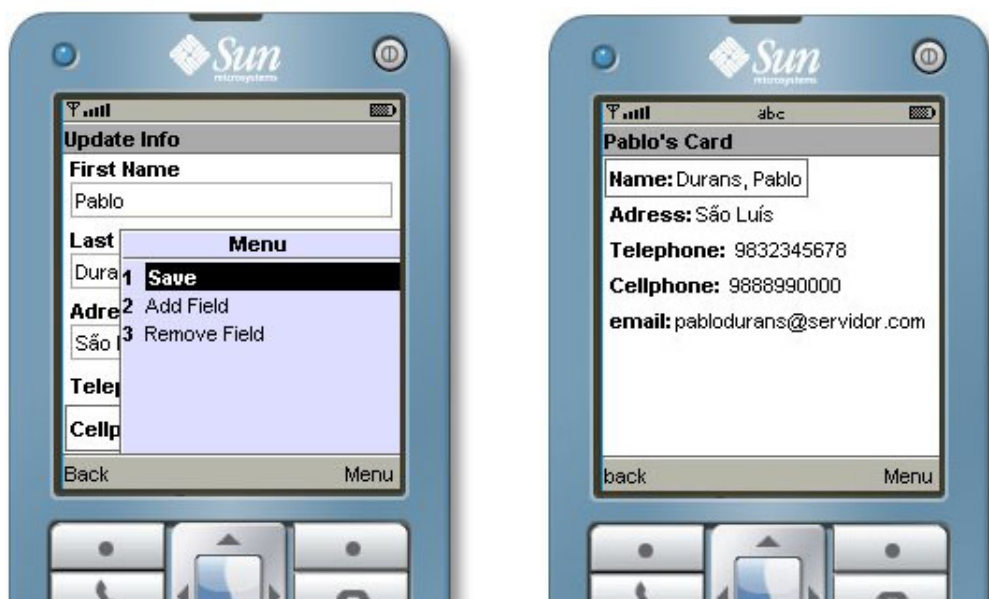 Sun
microsystems
Update Info
First Name
Pablo
Last
Dura
Adre
São
Telep
Cellp
Menu
1 Save
2 Add Field
3 Remove Field
Back Menu
Sun
microsystems
abc
Pablo's Card
Name: Durans, Pablo
Adress: São Luís
Telephone: 9832345678
Cellphone: 9888990000
email: pablodurans@servidor.com
back Menu